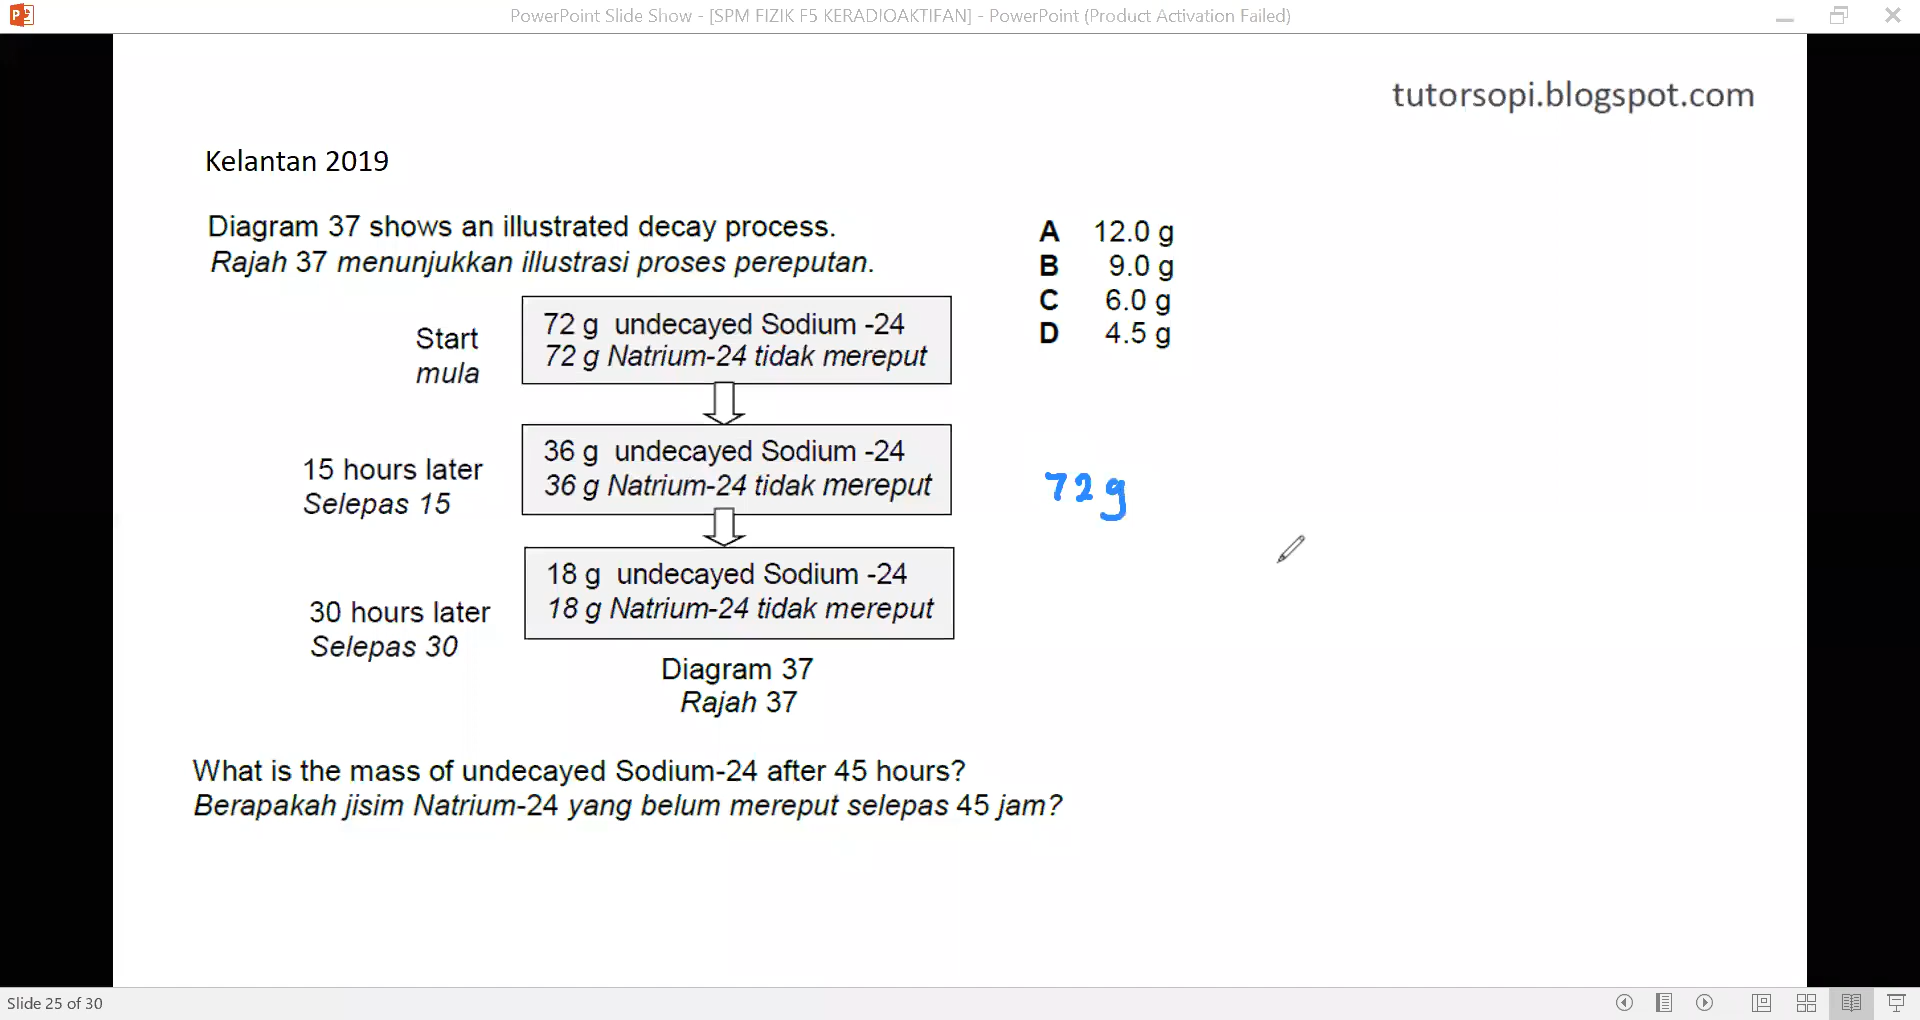 PowerPoint Slide Show - [SPM FIZIK F5 KERADIOAKTIFAN] - PowerPoint (Product Activation Failed)
tutorsopi.blogspot.com
Kelantan 2019
Diagram 37 shows an illustrated decay process.
Rajah 37 menunjukkan illustrasi proses pereputan.
Start
mula
72 g undecayed Sodium -24
72 g Natrium-24 tidak mereput
15 hours later
Selepas 15
36 g undecayed Sodium -24
36 g Natrium-24 tidak mereput
30 hours later
Selepas 30
18 g undecayed Sodium -24
18 g Natrium-24 tidak mereput
Diagram 37
Rajah 37
A 12.0 g
B 9.0 g
C 6.0 g
D 4.5 g
72 g
What is the mass of undecayed Sodium-24 after 45 hours?
Berapakah jisim Natrium-24 yang belum mereput selepas 45 jam?
Slide 25 of 30